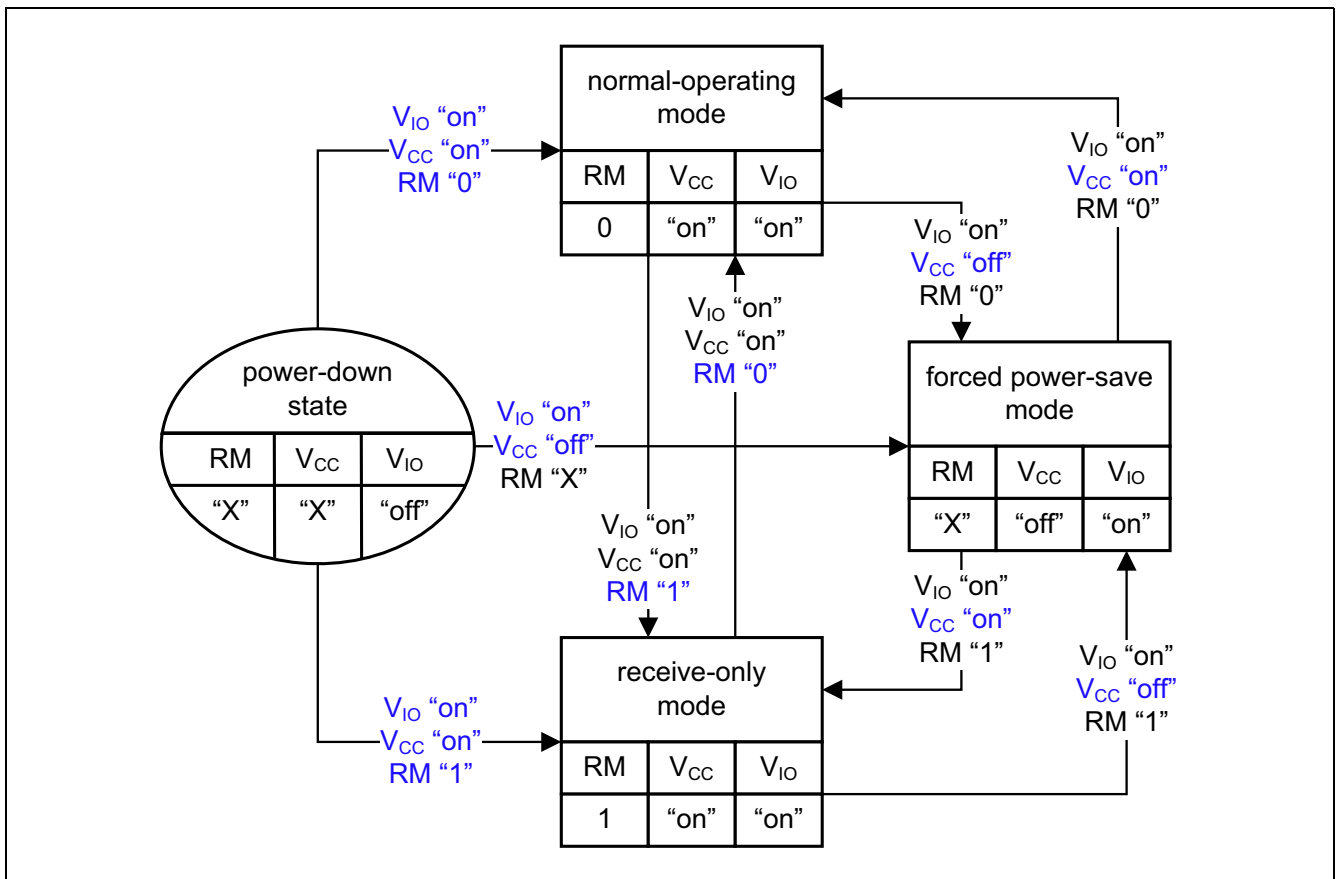 normal-operating
mode
RM VCC VIO
0 “on” “on”
VIO “on”
VCC “on”
RM “0”
VIO “on”
VCC “on”
RM “0”
VIO “on”
VCC “off”
RM “0”
VIO “on”
VCC “on”
RM “0”
power-down
state
RM VCC VIO
“X” “X” “off”
VIO “on”
VCC “off”
RM “X”
forced power-save
mode
RM VCC VIO
“X” “off” “on”
VIO “on”
VCC “on”
RM “1”
VIO “on”
VCC “on”
RM “1”
VIO “on”
VCC “off”
RM “1”
VIO “on”
VCC “on”
RM “1”
receive-only
mode
RM VCC VIO
1 “on” “on”